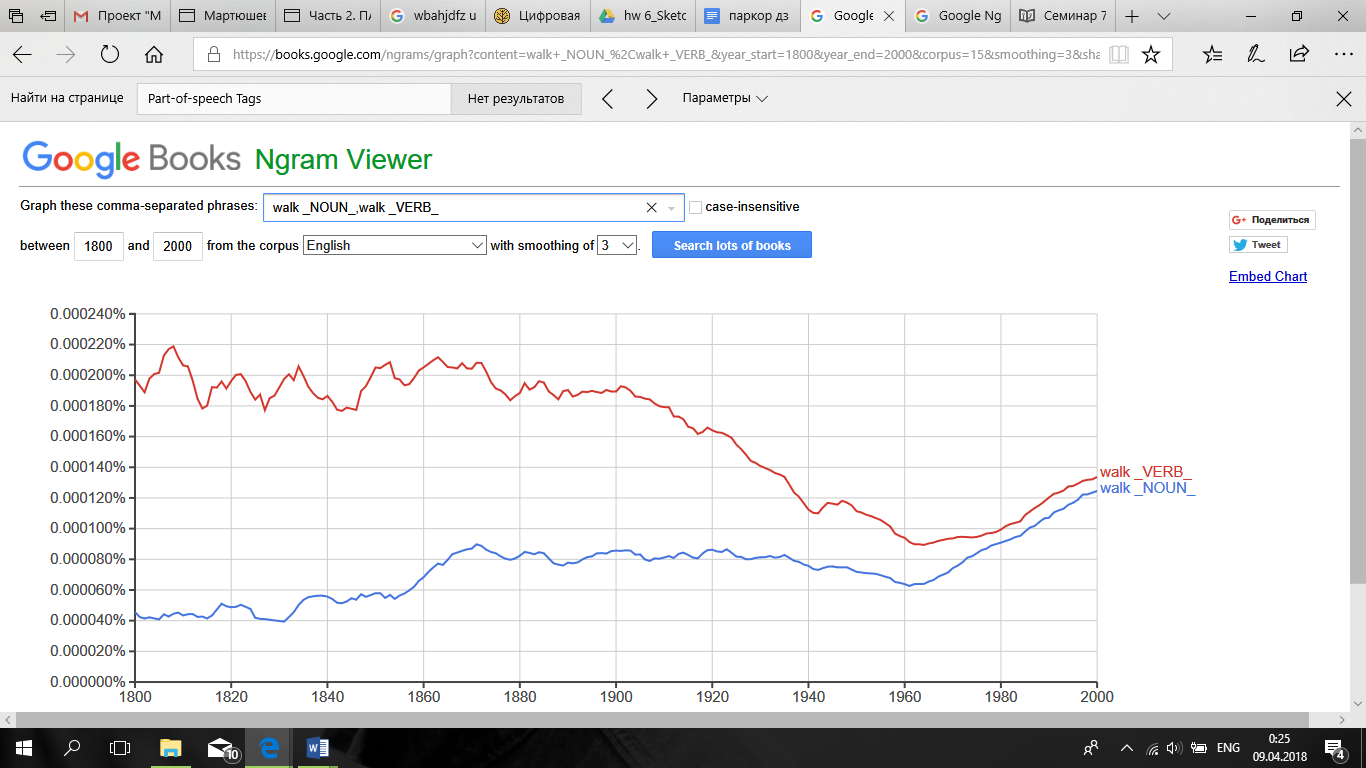 Проект "М
Мартюшев
Часть 2. ПА
wbahjdfz u
Цифровая
hw 6_Sketc
паркор дз
Google
Google Ng
Семинар 7
https://books.google.com/ngrams/graph?content=walk+_NOUN_%2Cwalk+_VERB_&year_start=1800&year_end=2000&corpus=15&smoothing=3&sha
Найти на странице
Part-of-speech Tags
Нет результатов
Параметры
Google Books Ngram Viewer
Graph these comma-separated phrases:
walk _NOUN_,walk _VERB_
case-insensitive
between 1800 and 2000 from the corpus English with smoothing of 3 .
Search lots of books
G+ Поделиться
Tweet
Embed Chart
0.000240%
0.000220%
0.000200%
0.000180%
0.000160%
0.000140%
0.000120%
0.000100%
0.000080%
0.000060%
0.000040%
0.000020%
0.000000%
walk _VERB_
walk _NOUN_
1800 1820 1840 1860 1880 1900 1920 1940 1960 1980 2000
10
ENG
0:25
09.04.2018
4